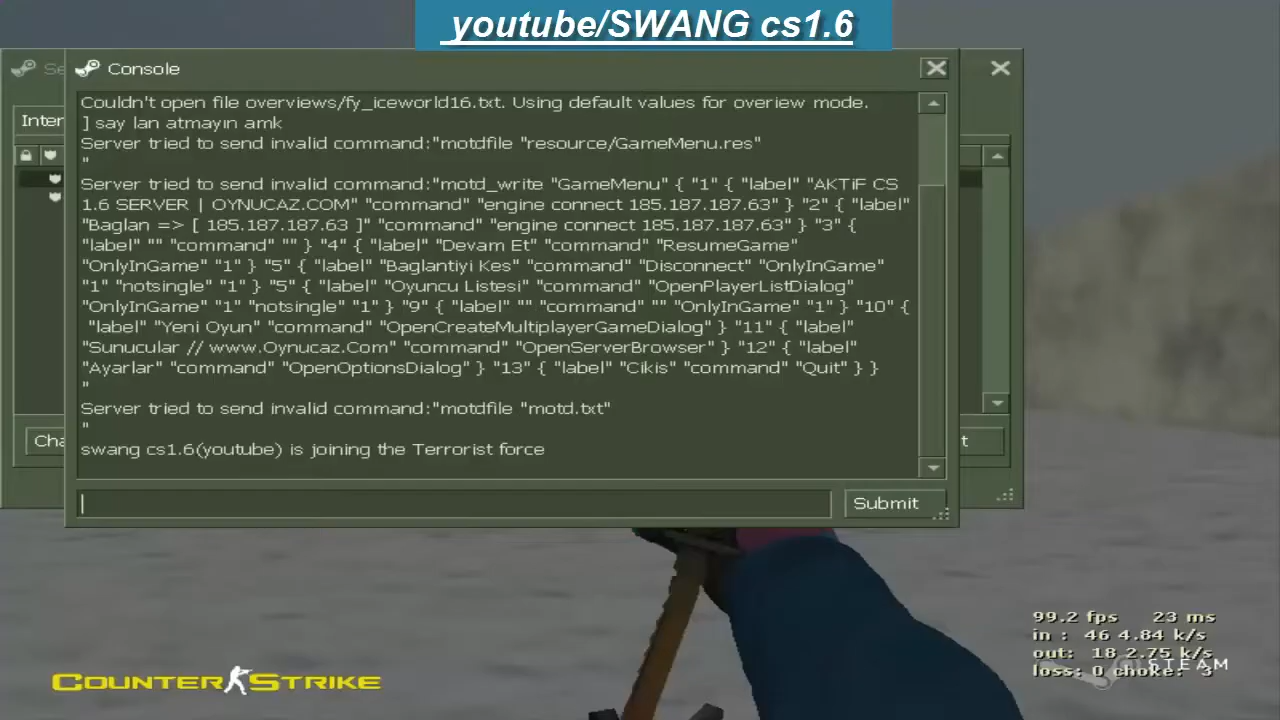 youtube/SWANG cs1.6
Se
Console
Inter
Couldn't open file overviews/fy_iceworld16.txt. Using default values for overiew mode.
] say lan atmayın amk
Server tried to send invalid command:"motdfile "resource/GameMenu.res"
"
Server tried to send invalid command:"motd_write "GameMenu" { "1" { "label" "AKTiF CS
1.6 SERVER | OYNUCAZ.COM" "command" "engine connect 185.187.187.63" } "2" { "label"
"Baglan => [ 185.187.187.63 ]" "command" "engine connect 185.187.187.63" } "3" {
"label" "" "command" "" } "4" { "label" "Devam Et" "command" "ResumeGame"
"OnlyInGame" "1" } "5" { "label" "Baglantiyi Kes" "command" "Disconnect" "OnlyInGame"
"1" "notsingle" "1" } "5" { "label" "Oyuncu Listesi" "command" "OpenPlayerListDialog"
"OnlyInGame" "1" "notsingle" "1" } "9" { "label" "" "command" "" "OnlyInGame" "1" } "10" {
"label" "Yeni Oyun" "command" "OpenCreateMultiplayerGameDialog" } "11" { "label"
"Sunucular // www.Oynucaz.Com" "command" "OpenServerBrowser" } "12" { "label"
"Ayarlar" "command" "OpenOptionsDialog" } "13" { "label" "Cikis" "command" "Quit" } }
"
Server tried to send invalid command:"motdfile "motd.txt"
"
swang cs1.6(youtube) is joining the Terrorist force
Cha
t
Submit
99.2 fps 23 ms
in : 46 4.84 k/s
out: 18 2.75 k/s
loss: 0 choke: 3
STEAM
COUNTER STRIKE